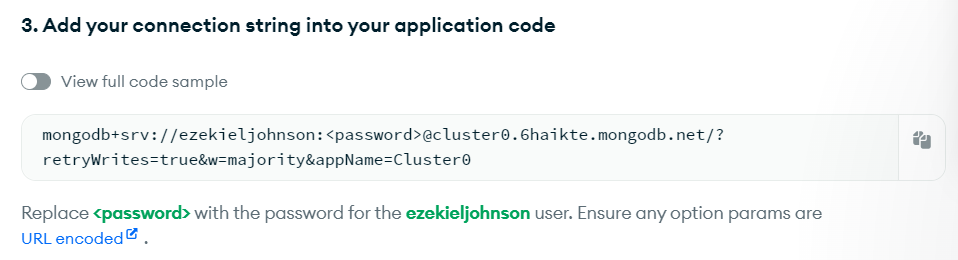 3. Add your connection string into your application code
View full code sample
mongodb+srv://ezekieljohnson:<password>@cluster0.6haikte.mongodb.net/?
retryWrites=true&w=majority&appName=Cluster0
Replace <password> with the password for the ezekieljohnson user. Ensure any option params are
URL encoded .